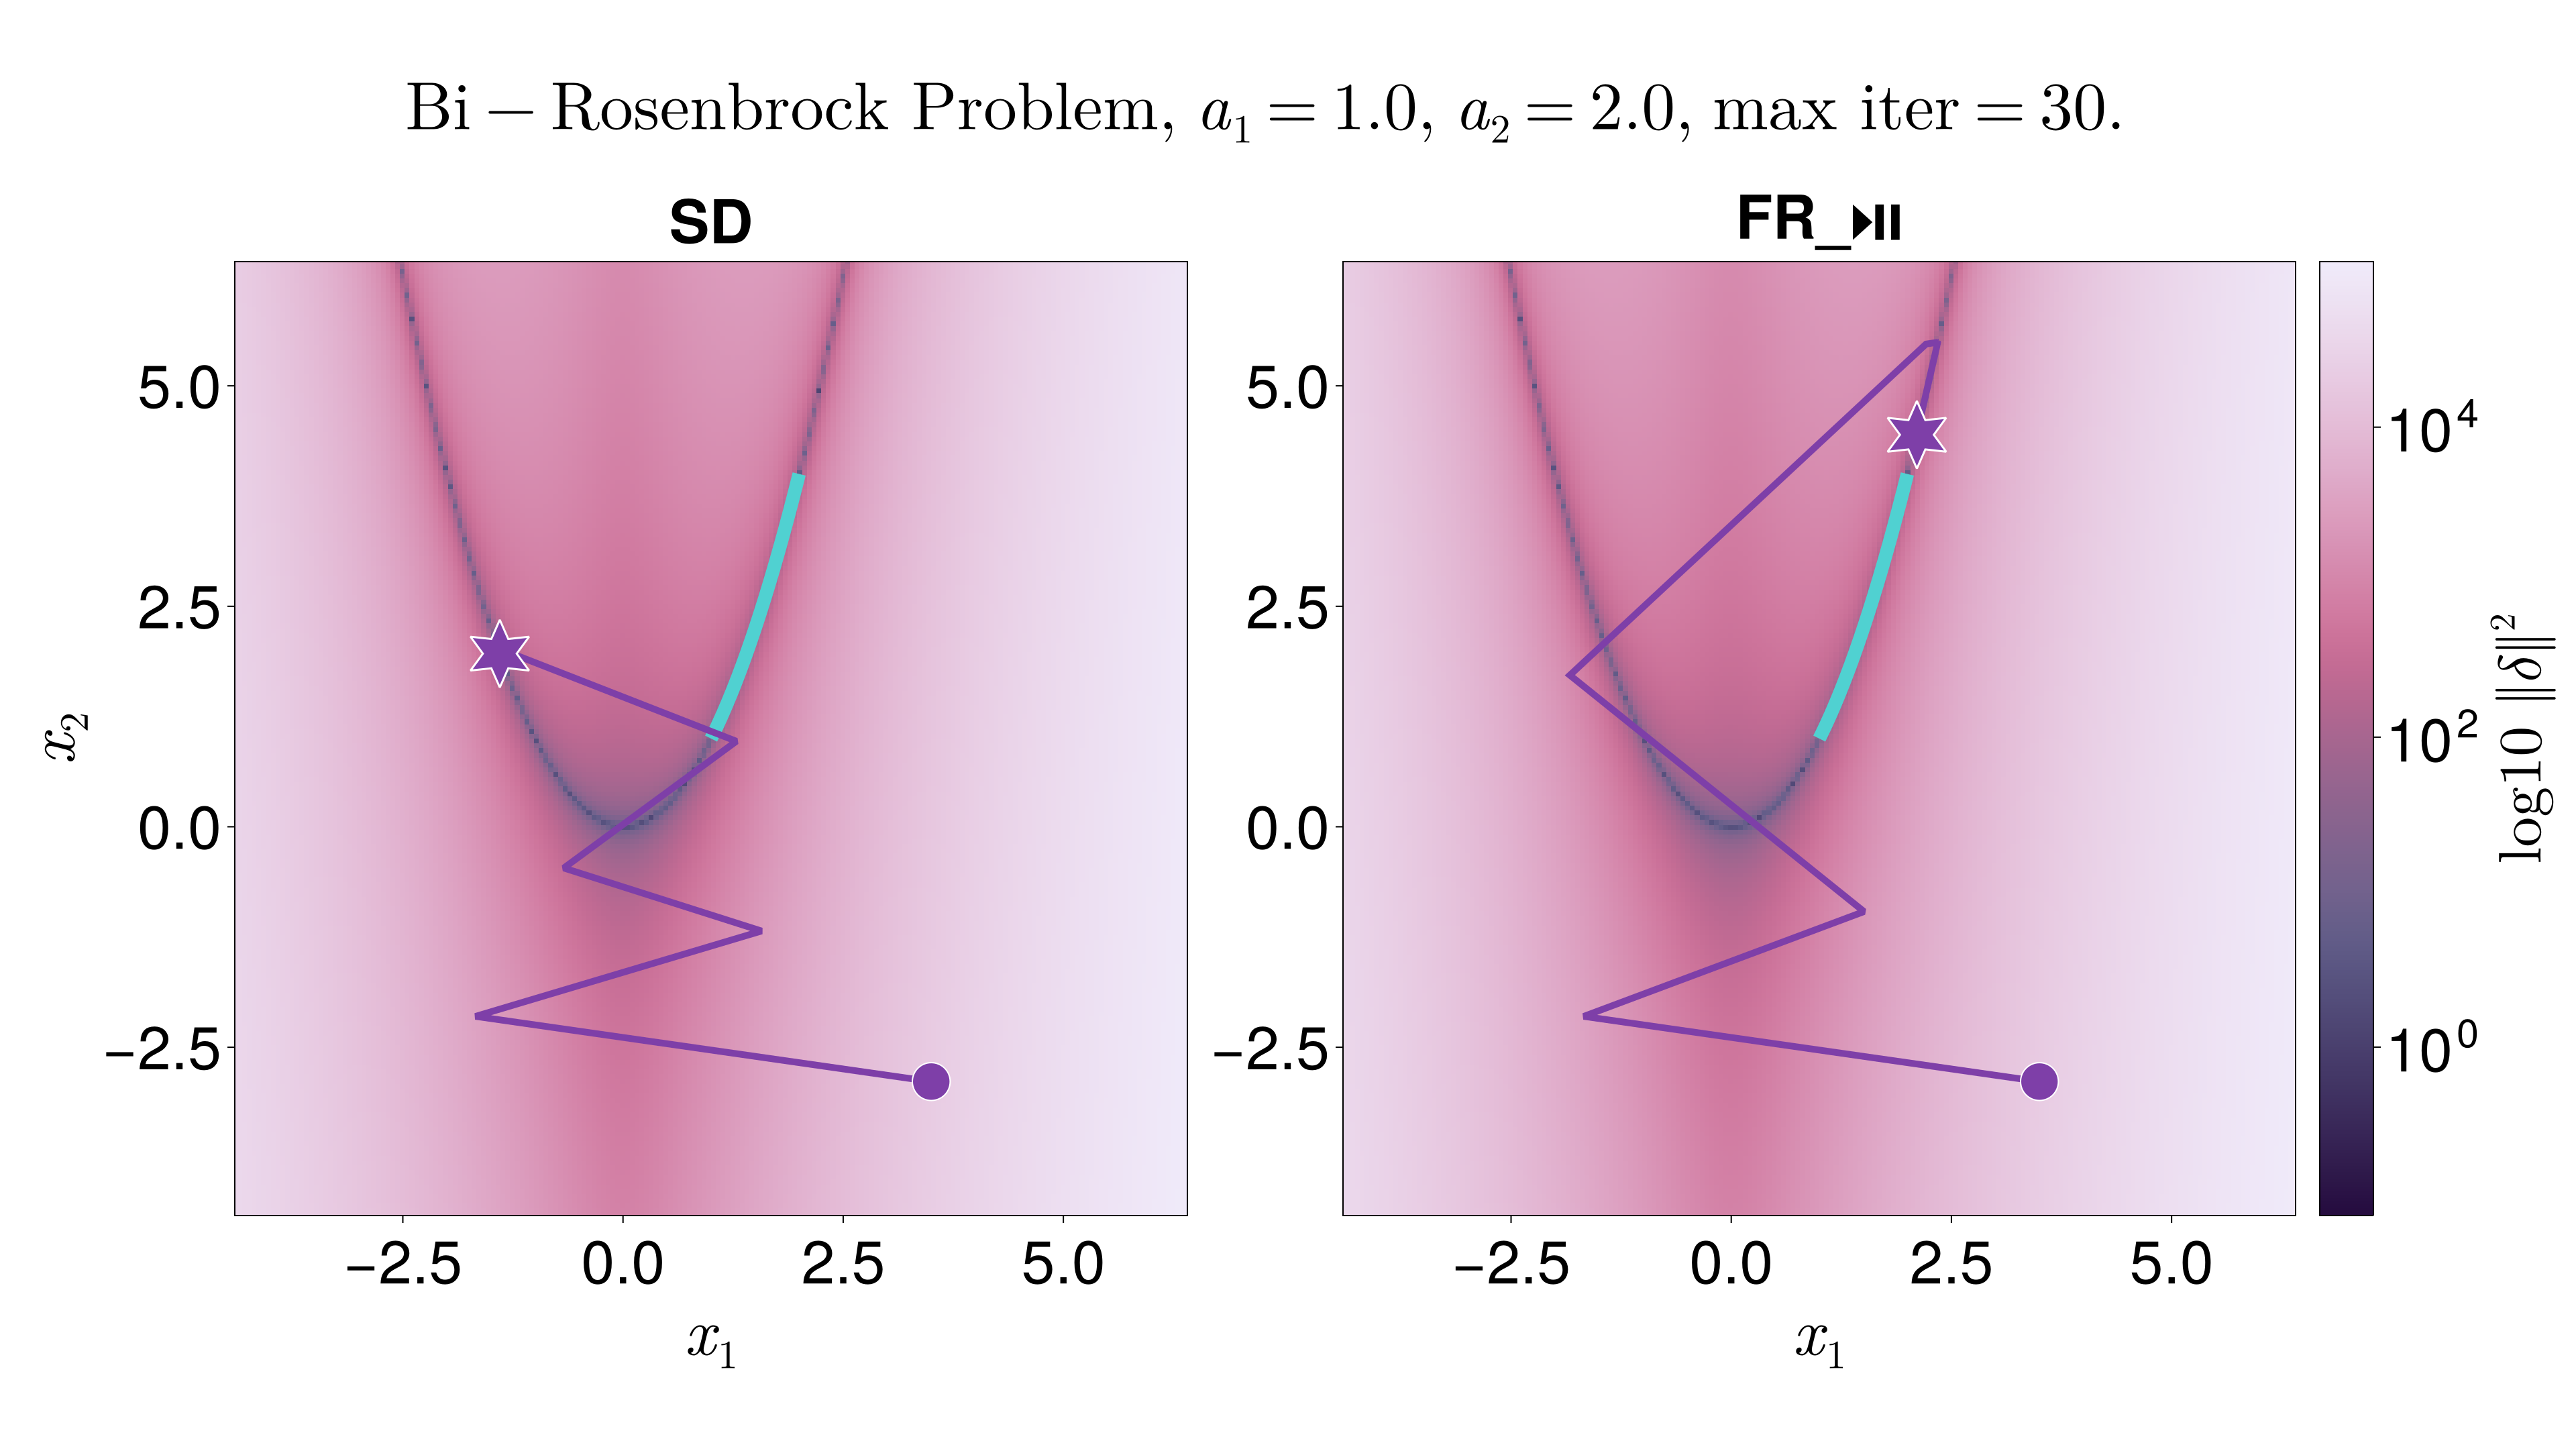 Bi − Rosenbrock Problem, a₁ = 1.0, a₂ = 2.0, max iter = 30.
SD
FR_⏯
5.0
2.5
0.0
−2.5
x₂
−2.5 0.0 2.5 5.0
x₁
5.0
2.5
0.0
−2.5
−2.5 0.0 2.5 5.0
x₁
10⁴
10²
10⁰
log10 ‖δ‖²